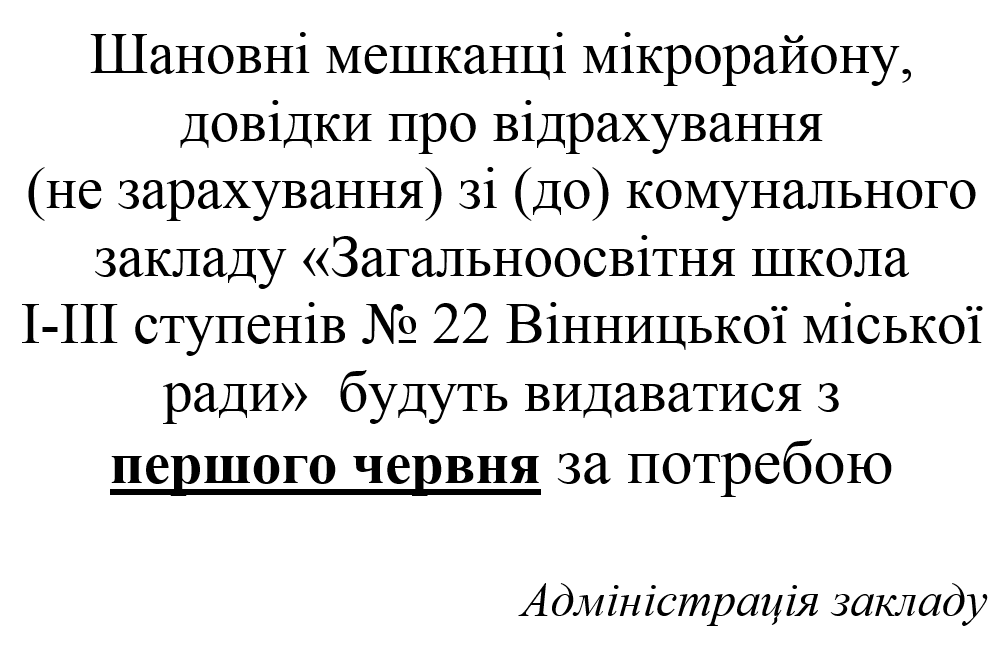 Шановні мешканці мікрорайону,
довідки про відрахування
(не зарахування) зі (до) комунального
закладу «Загальноосвітня школа
І-ІІІ ступенів № 22 Вінницької міської
ради» будуть видаватися з
першого червня за потребою
Адміністрація закладу